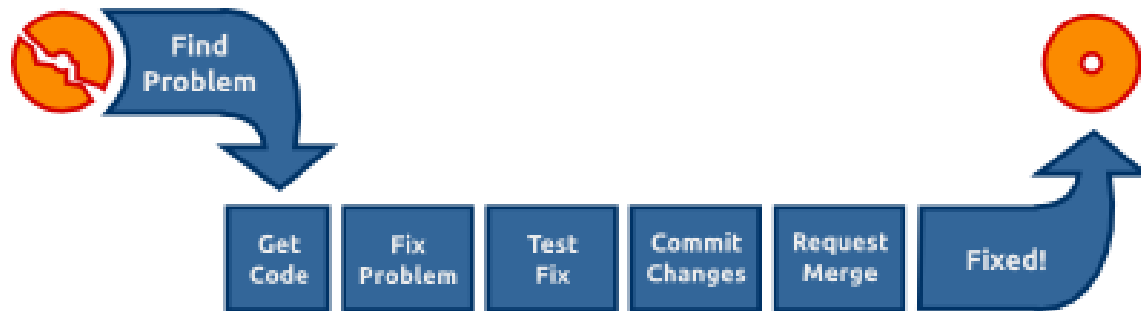 Find
Problem
Get
Code
Fix
Problem
Test
Fix
Commit
Changes
Request
Merge
Fixed!